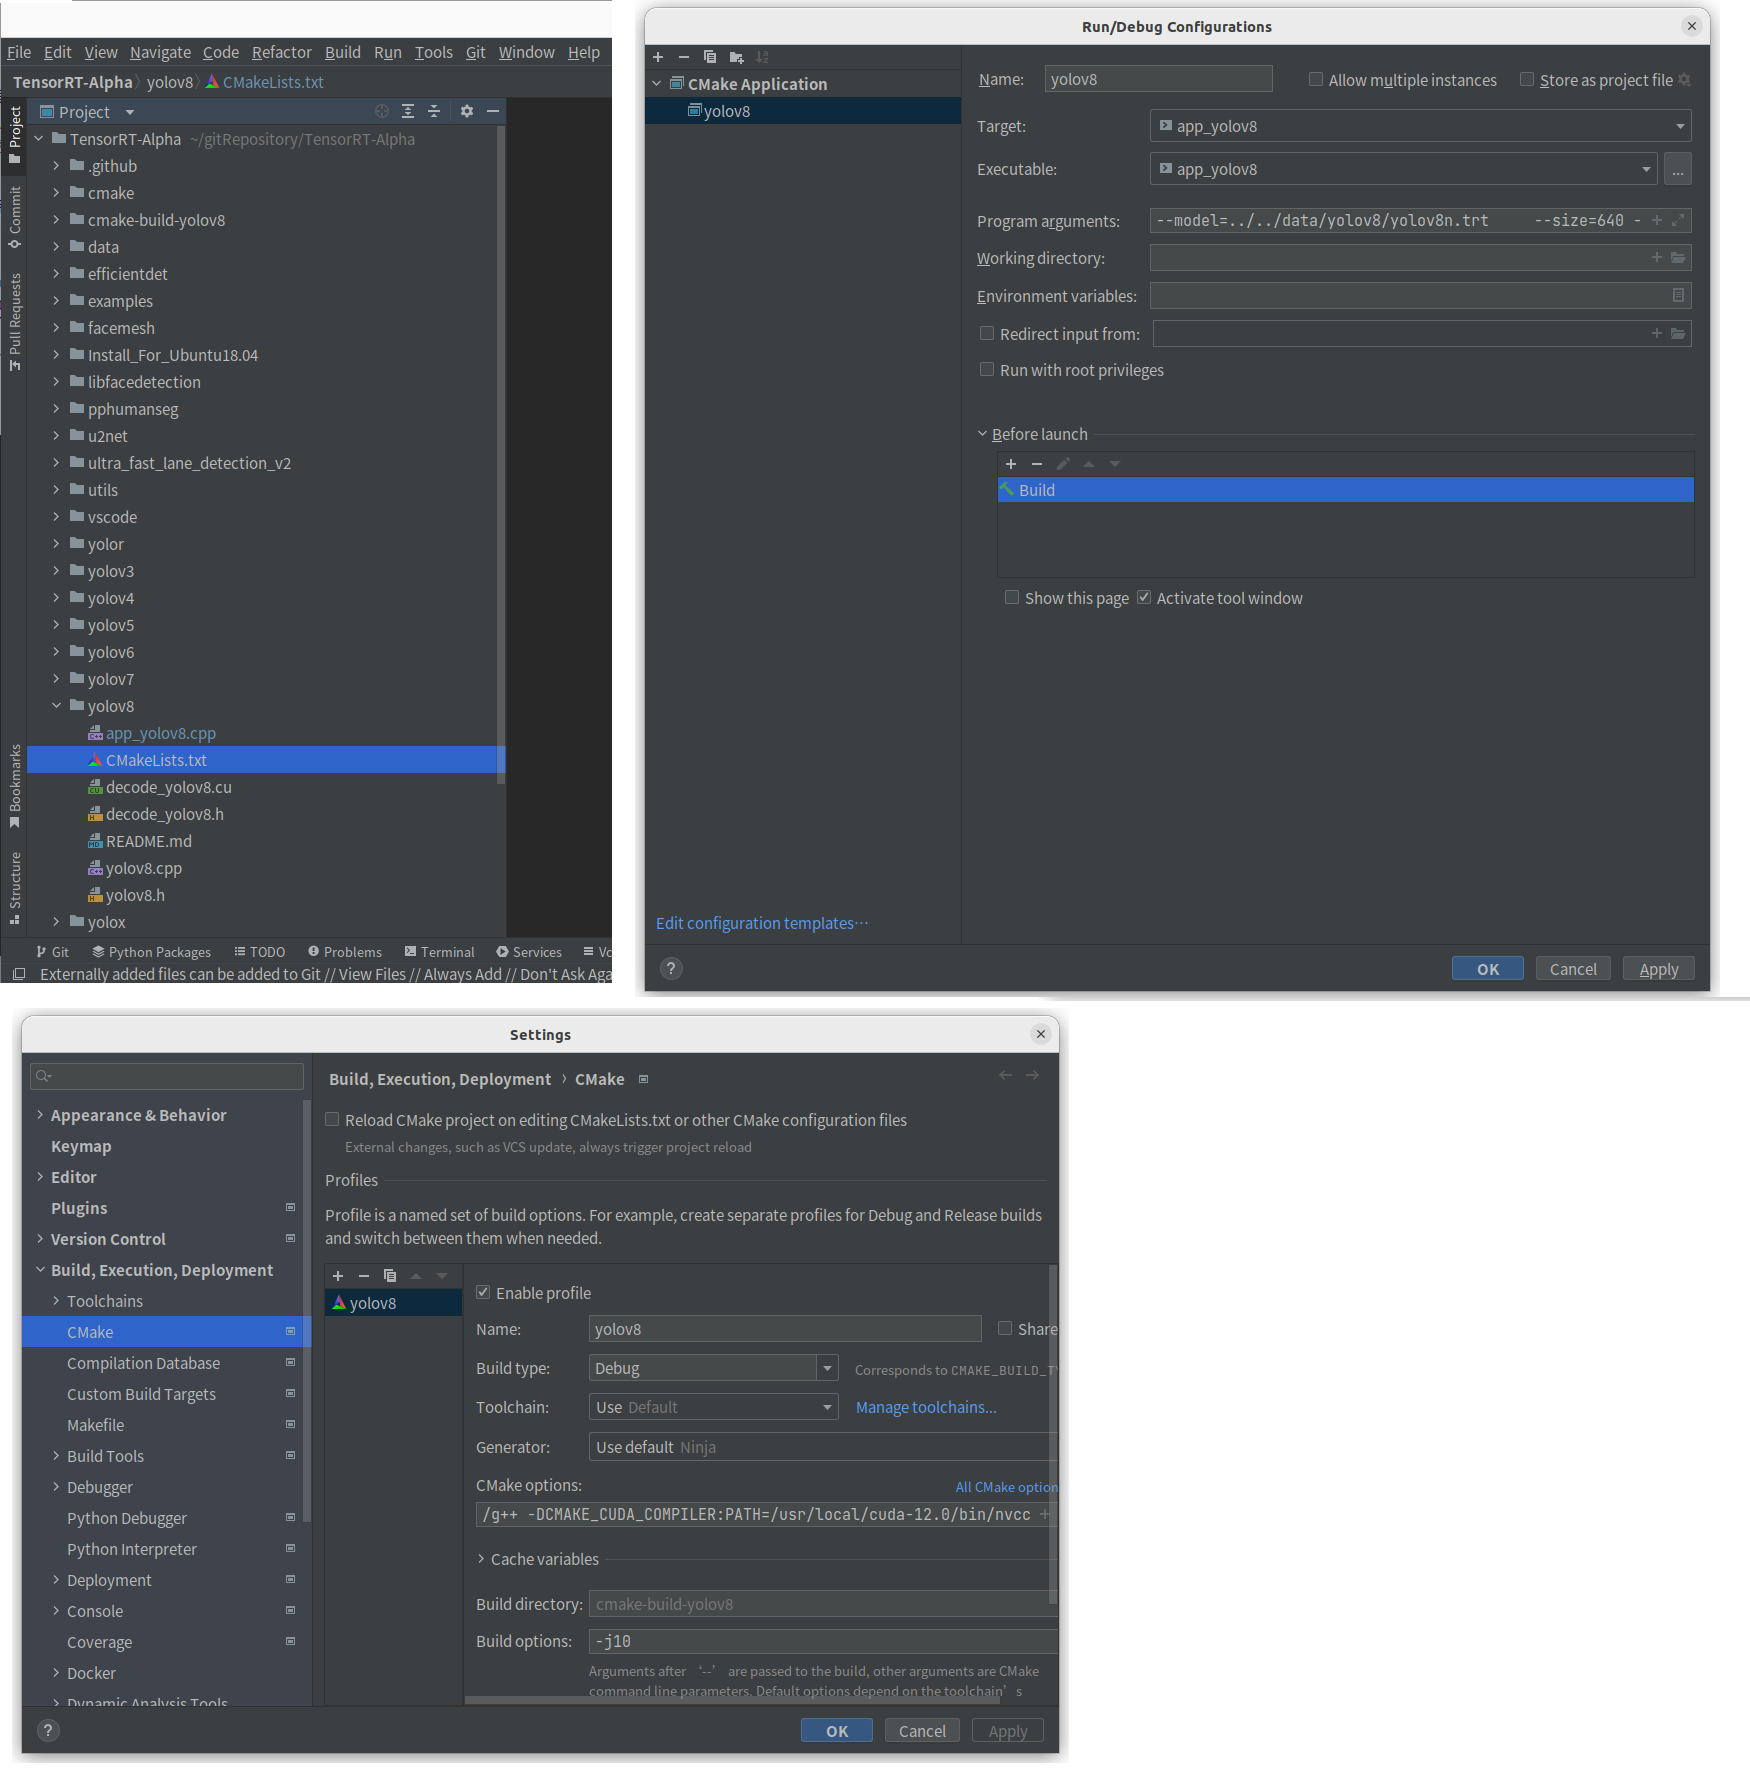 File Edit View Navigate Code Refactor Build Run Tools Git Window Help
TensorRT-Alpha yolov8 CMakeLists.txt
Project
TensorRT-Alpha ~/gitRepository/TensorRT-Alpha
.github
cmake
cmake-build-yolov8
data
efficientdet
examples
facemesh
Install_For_Ubuntu18.04
libfacedetection
pphumanseg
u2net
ultra_fast_lane_detection_v2
utils
vscode
yolor
yolov3
yolov4
yolov5
yolov6
yolov7
yolov8
app_yolov8.cpp
CMakeLists.txt
decode_yolov8.cu
decode_yolov8.h
README.md
yolov8.cpp
yolov8.h
yolox
Project
Commit
Pull Requests
Bookmarks
Structure
Git Python Packages TODO Problems Terminal Services Vc
Externally added files can be added to Git // View Files // Always Add // Don't Ask Aga
Run/Debug Configurations
CMake Application
yolov8
Edit configuration templates...
Name: yolov8 Allow multiple instances Store as project file
Target: app_yolov8
Executable: app_yolov8 ...
Program arguments: --model=../../data/yolov8/yolov8n.trt --size=640 -
Working directory:
Environment variables:
Redirect input from:
Run with root privileges
Before launch
Build
Show this page Activate tool window
? OK Cancel Apply
Settings
Appearance & Behavior
Keymap
Editor
Plugins
Version Control
Build, Execution, Deployment
Toolchains
CMake
Compilation Database
Custom Build Targets
Makefile
Build Tools
Debugger
Python Debugger
Python Interpreter
Deployment
Console
Coverage
Docker
Dynamic Analysis Tools
Build, Execution, Deployment › CMake
Reload CMake project on editing CMakeLists.txt or other CMake configuration files
External changes, such as VCS update, always trigger project reload
Profiles
Profile is a named set of build options. For example, create separate profiles for Debug and Release builds
and switch between them when needed.
yolov8
Enable profile
Name: yolov8 Share
Build type: Debug Corresponds to CMAKE_BUILD_TY
Toolchain: Use Default Manage toolchains...
Generator: Use default Ninja
CMake options: All CMake option
/g++ -DCMAKE_CUDA_COMPILER:PATH=/usr/local/cuda-12.0/bin/nvcc
Cache variables
Build directory: cmake-build-yolov8
Build options: -j10
Arguments after ‘--’ are passed to the build, other arguments are CMake
command line parameters. Default options depend on the toolchain’s
? OK Cancel Apply